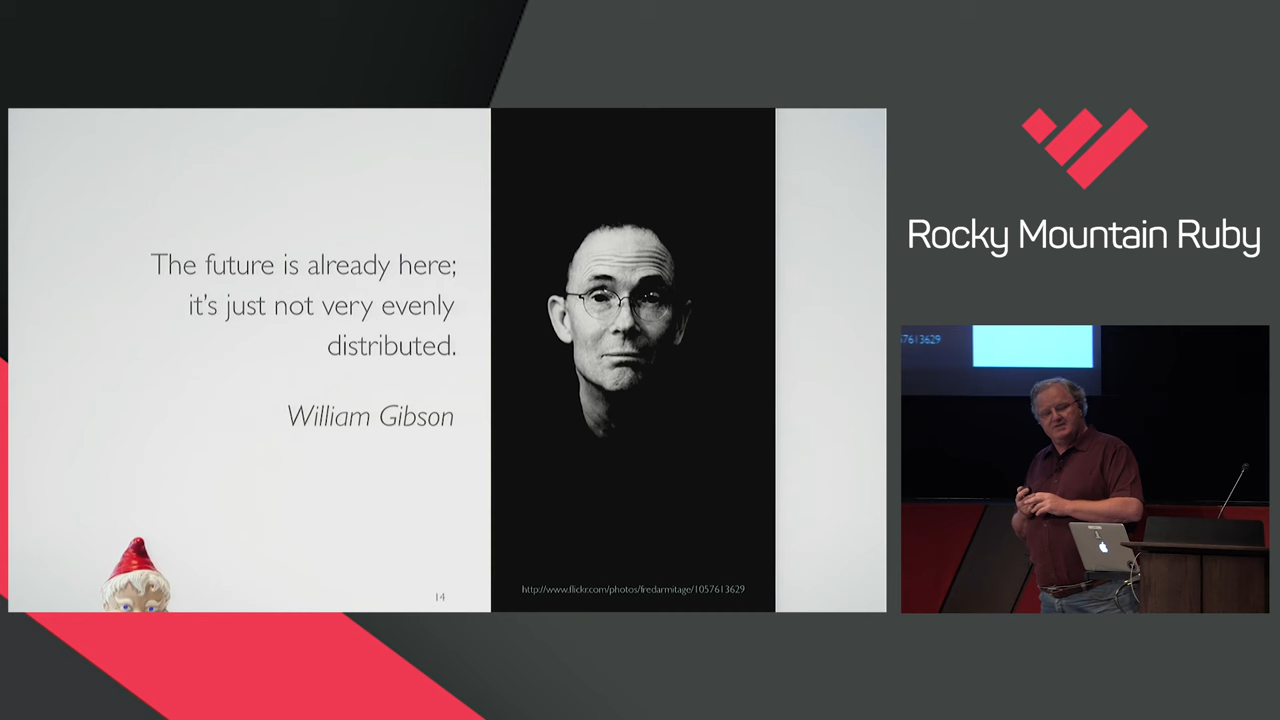 The future is already here;
it's just not very evenly
distributed.
William Gibson
14
http://www.flickr.com/photos/fredarmitage/1057613629
Rocky Mountain Ruby
57613629